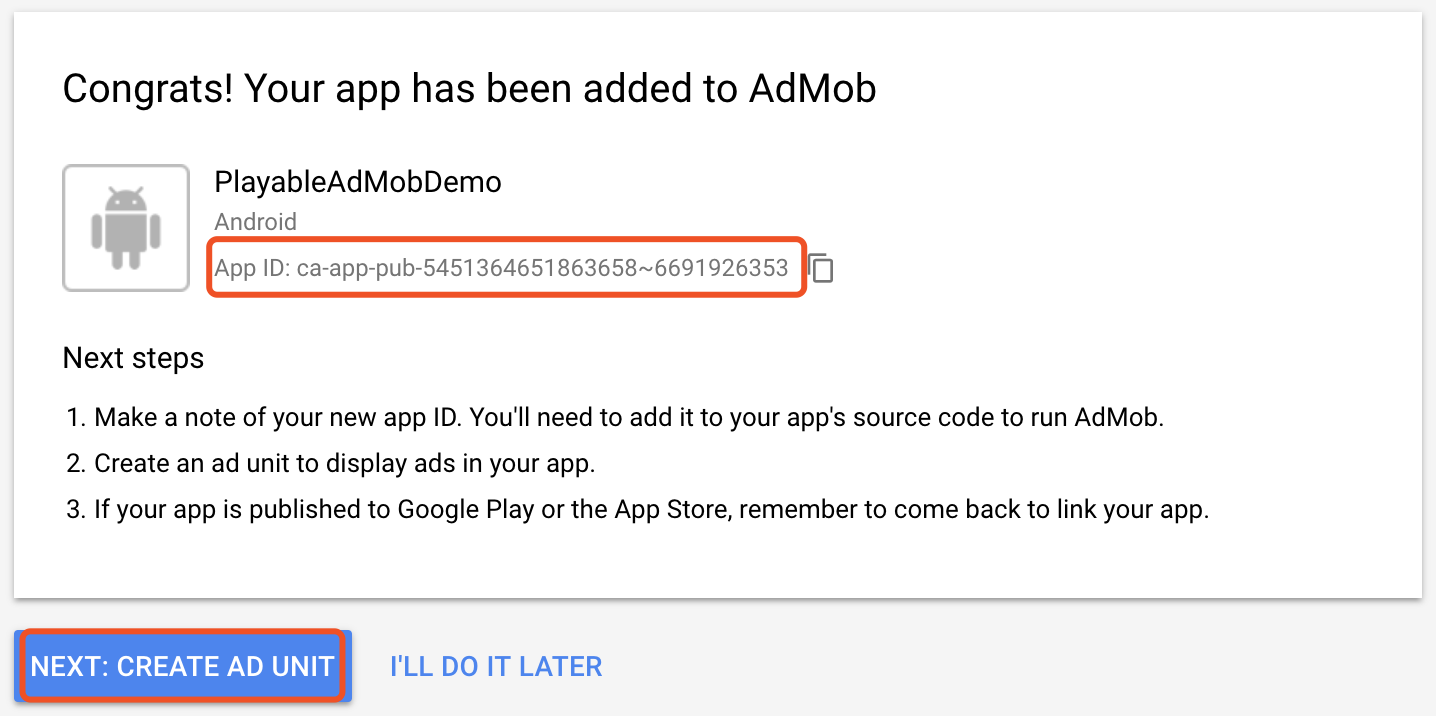 Congrats! Your app has been added to AdMob
PlayableAdMobDemo
Android
App ID: ca-app-pub-5451364651863658~6691926353
Next steps
1. Make a note of your new app ID. You'll need to add it to your app's source code to run AdMob.
2. Create an ad unit to display ads in your app.
3. If your app is published to Google Play or the App Store, remember to come back to link your app.
NEXT: CREATE AD UNIT
I'LL DO IT LATER